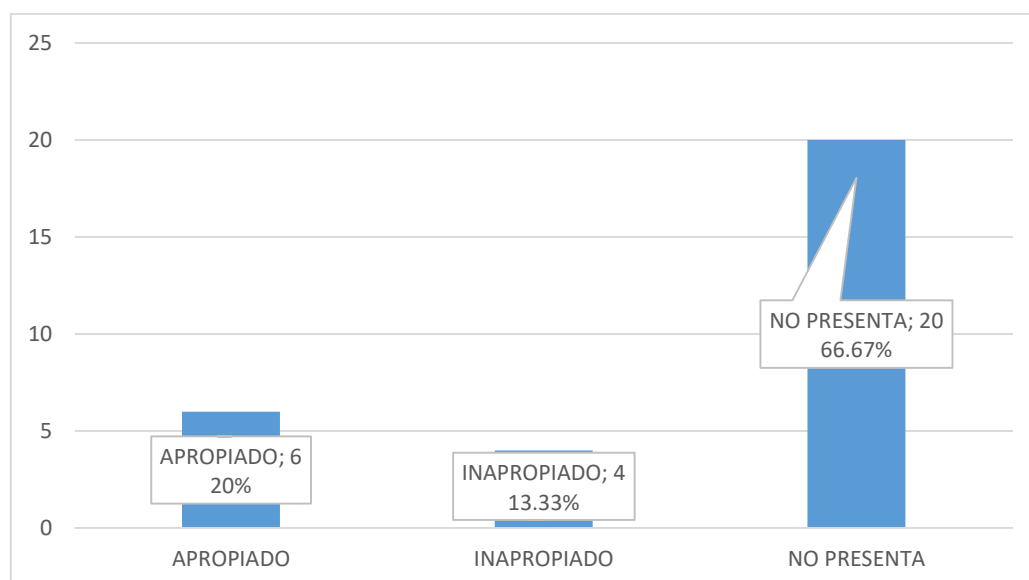 25
20
15
10
5
0
NO PRESENTA; 20
66.67%
APROPIADO; 6
20%
INAPROPIADO; 4
13.33%
APROPIADO
INAPROPIADO
NO PRESENTA